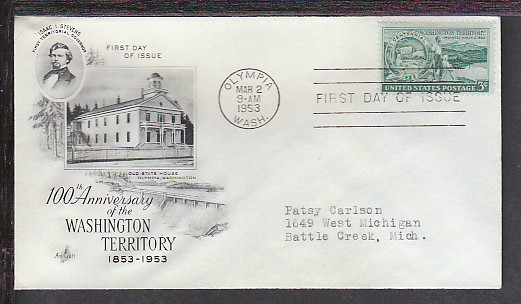 ISAAC I. STEVENS
FIRST TERRITORIAL GOVERNOR
FIRST DAY
OF ISSUE
OLD STATE HOUSE
OLYMPIA, WASHINGTON
100th Anniversary
of the
WASHINGTON
TERRITORY
1853-1953
ArtCraft
OLYMPIA
MAR 2
9-AM
1953
WASH.
FIRST DAY OF ISSUE
WASHINGTON TERRITORY
UNITED STATES POSTAGE 3¢
Patsy Carlson
1649 West Michigan
Battle Creek, Mich.